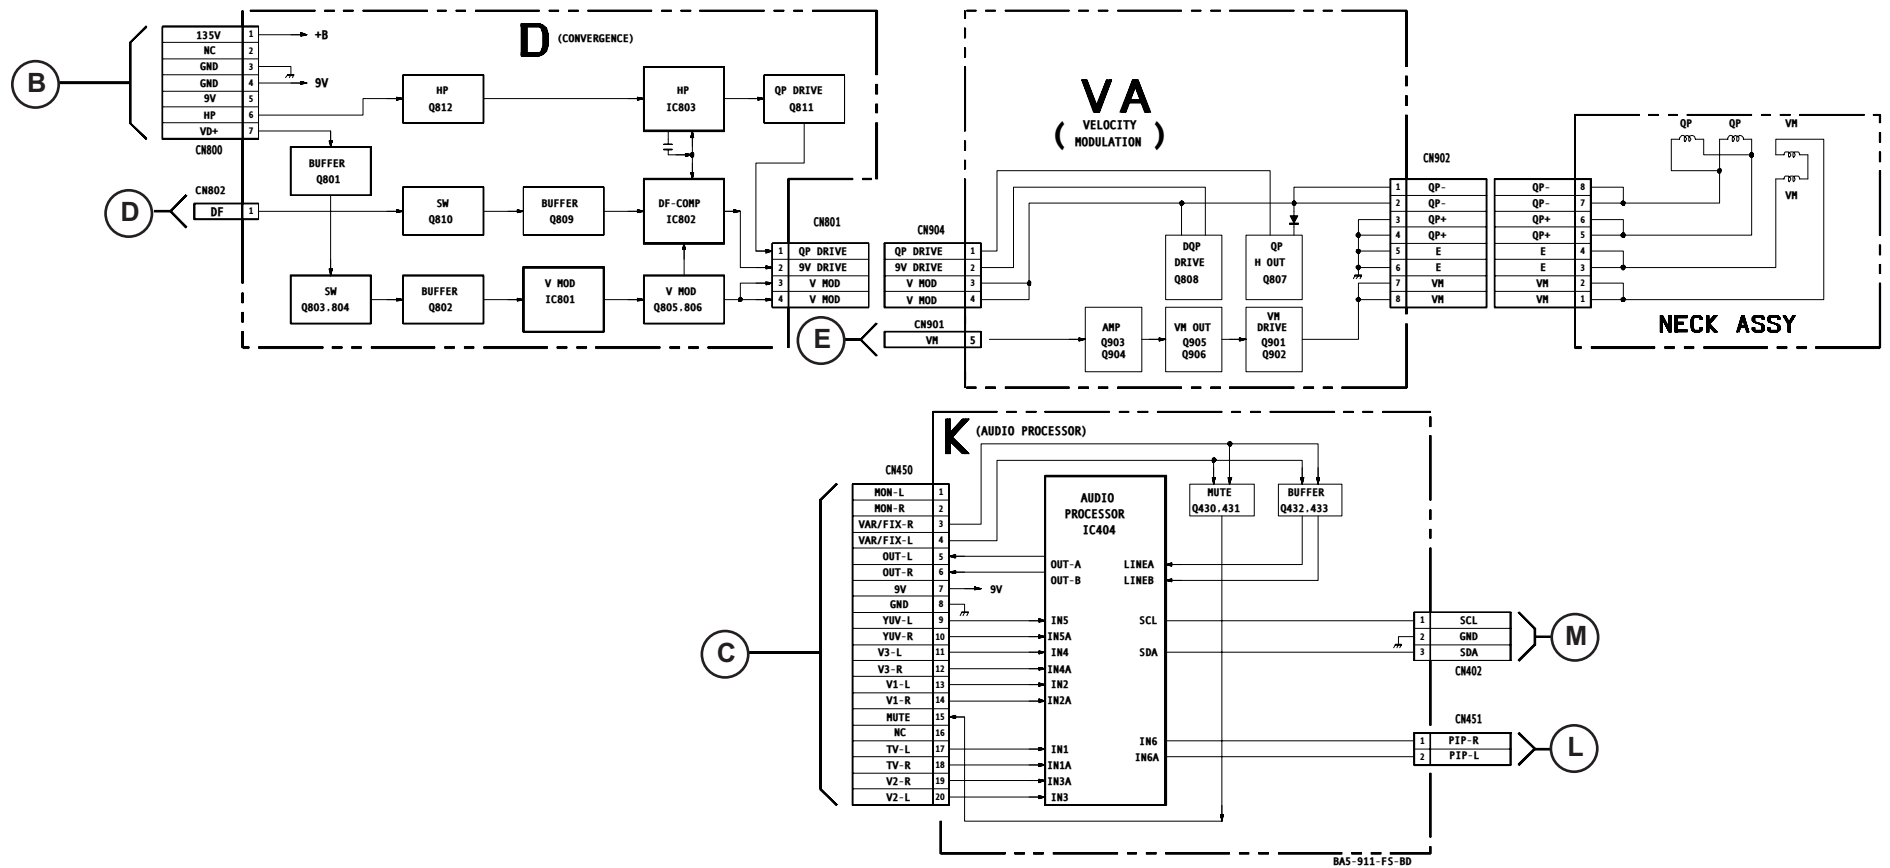 D (CONVERGENCE)
B
135V 1 +B
NC 2
GND 3
GND 4 9V
9V 5
HP 6
VD+ 7
CN800
HP
Q812
HP
IC803
QP DRIVE
Q811
BUFFER
Q801
CN802
D
DF 1
SW
Q810
BUFFER
Q809
DF-COMP
IC802
SW
Q803.804
BUFFER
Q802
V MOD
IC801
V MOD
Q805.806
CN801
1 QP DRIVE
2 9V DRIVE
3 V MOD
4 V MOD
VA
( VELOCITY
MODULATION )
CN904
QP DRIVE 1
9V DRIVE 2
V MOD 3
V MOD 4
E
CN901
VM 5
DQP
DRIVE
Q808
QP
H OUT
Q807
AMP
Q903
Q904
VM OUT
Q905
Q906
VM
DRIVE
Q901
Q902
CN902
1 QP-
2 QP-
3 QP+
4 QP+
5 E
6 E
7 VM
8 VM
QP- 8
QP- 7
QP+ 6
QP+ 5
E 4
E 3
VM 2
VM 1
QP QP VM
VM
NECK ASSY
K (AUDIO PROCESSOR)
C
CN450
MON-L 1
MON-R 2
VAR/FIX-R 3
VAR/FIX-L 4
OUT-L 5
OUT-R 6
9V 7 9V
GND 8
YUV-L 9
YUV-R 10
V3-L 11
V3-R 12
V1-L 13
V1-R 14
MUTE 15
NC 16
TV-L 17
TV-R 18
V2-R 19
V2-L 20
AUDIO
PROCESSOR
IC404
OUT-A LINEA
OUT-B LINEB
IN5 SCL
IN5A
IN4 SDA
IN4A
IN2
IN2A
IN1 IN6
IN1A IN6A
IN3A
IN3
MUTE
Q430.431
BUFFER
Q432.433
1 SCL
2 GND
3 SDA
CN402
M
CN451
1 PIP-R
2 PIP-L
L
BA5-911-FS-BD